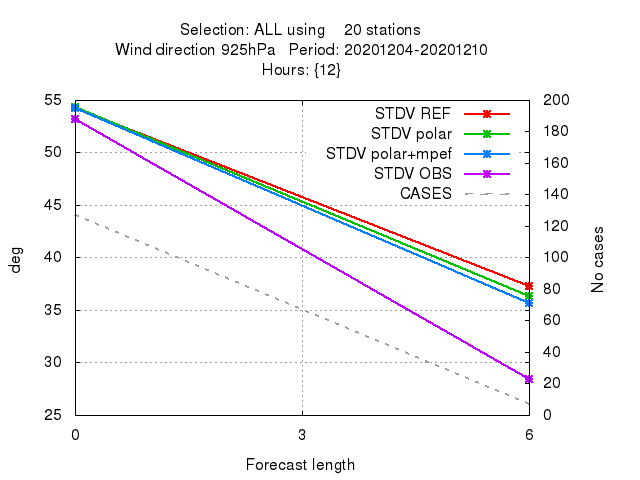 Selection: ALL using 20 stations
Wind direction 925hPa Period: 20201204-20201210
Hours: {12}
55
50
45
40
35
30
25
200
180
160
140
120
100
80
60
40
20
0
STDV REF
STDV polar
STDV polar+mpef
STDV OBS
CASES
deg
No cases
0 3 6
Forecast length